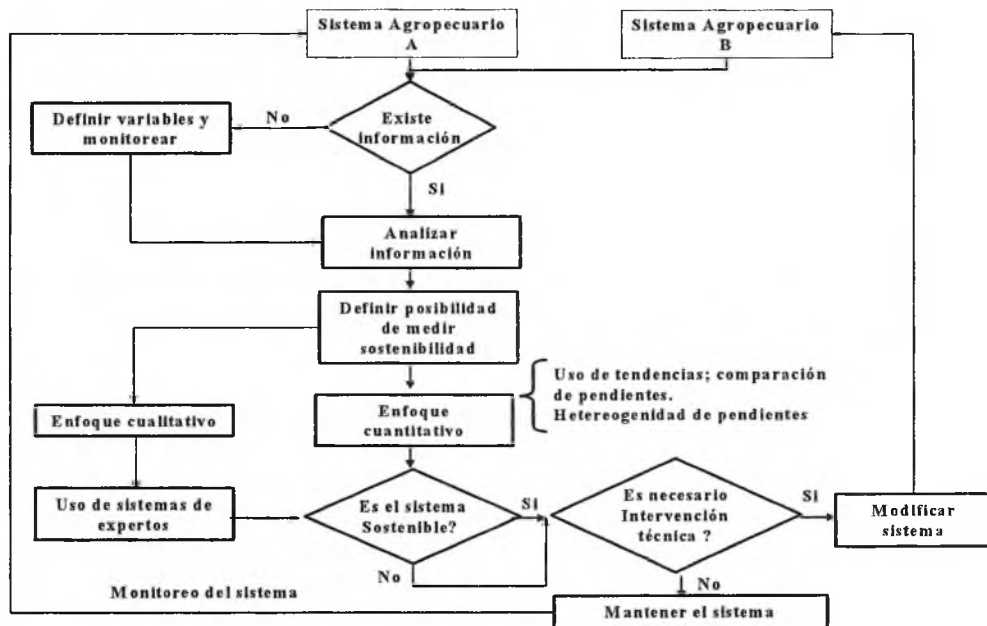 Sistema Agropecuario
A
Sistema Agropecuario
B
Existe
información
No
Definir variables y
monitorear
Si
Analizar
información
Definir posibilidad
de medir
sostenibilidad
Uso de tendencias; comparación
de pendientes.
Hetereogenidad de pendientes
Enfoque cualitativo
Enfoque
cuantitativo
Uso de sistemas de
expertos
Es el sistema
Sostenible?
Si
No
Es necesario
Intervención
técnica ?
Si
Modificar
sistema
No
Monitoreo del sistema
Mantener el sistema